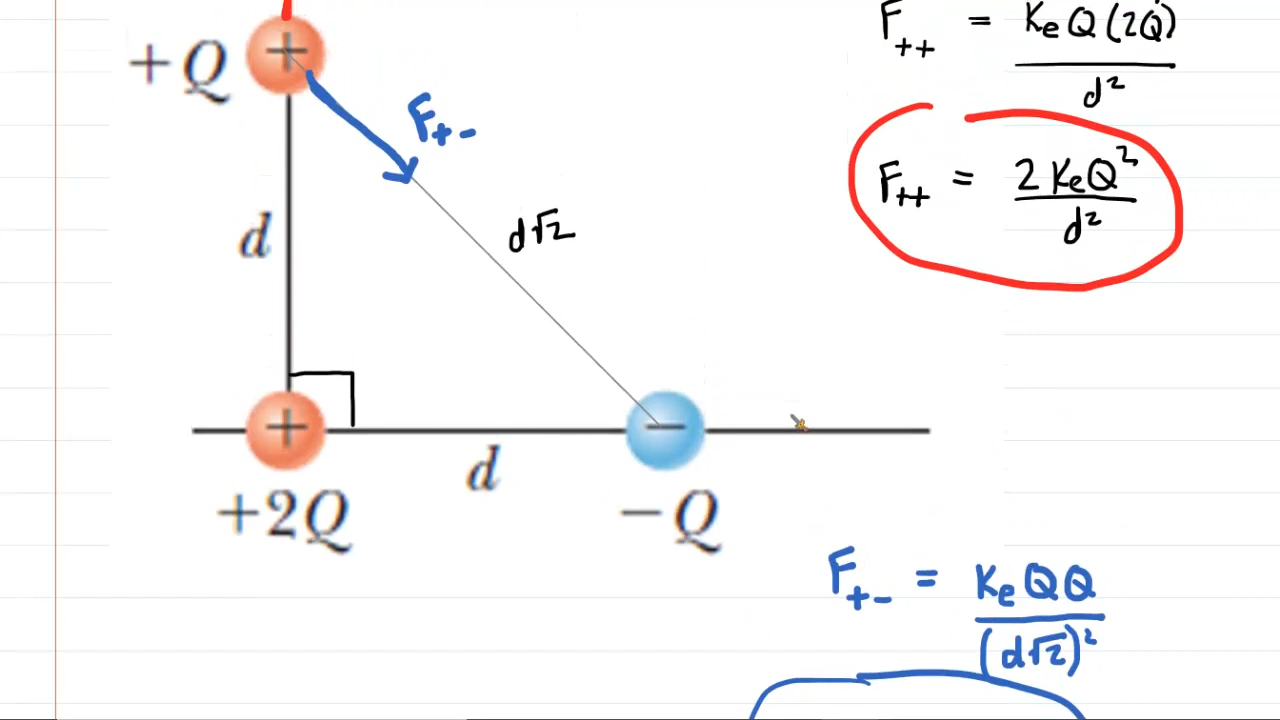 F₊₊ = KeQ(2Q)/d²
+Q
+
F₊₋
F₊₊ = 2KeQ²/d²
d√2
d
+
−
d
+2Q
−Q
F₊₋ = KeQQ/(d√2)²